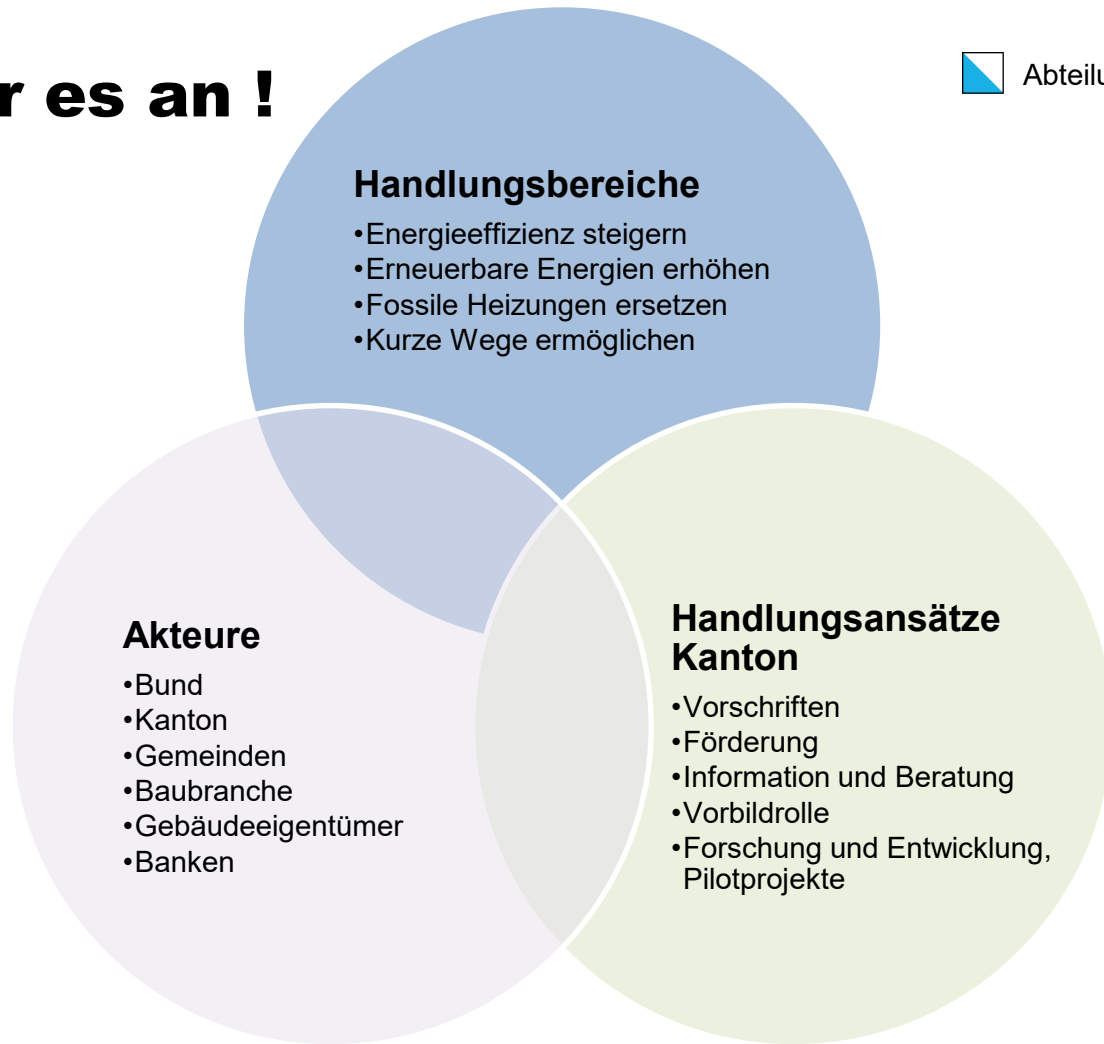 r es an !
Abteilu
Handlungsbereiche
•Energieeffizienz steigern
•Erneuerbare Energien erhöhen
•Fossile Heizungen ersetzen
•Kurze Wege ermöglichen
Akteure
•Bund
•Kanton
•Gemeinden
•Baubranche
•Gebäudeeigentümer
•Banken
Handlungsansätze
Kanton
•Vorschriften
•Förderung
•Information und Beratung
•Vorbildrolle
•Forschung und Entwicklung,
Pilotprojekte